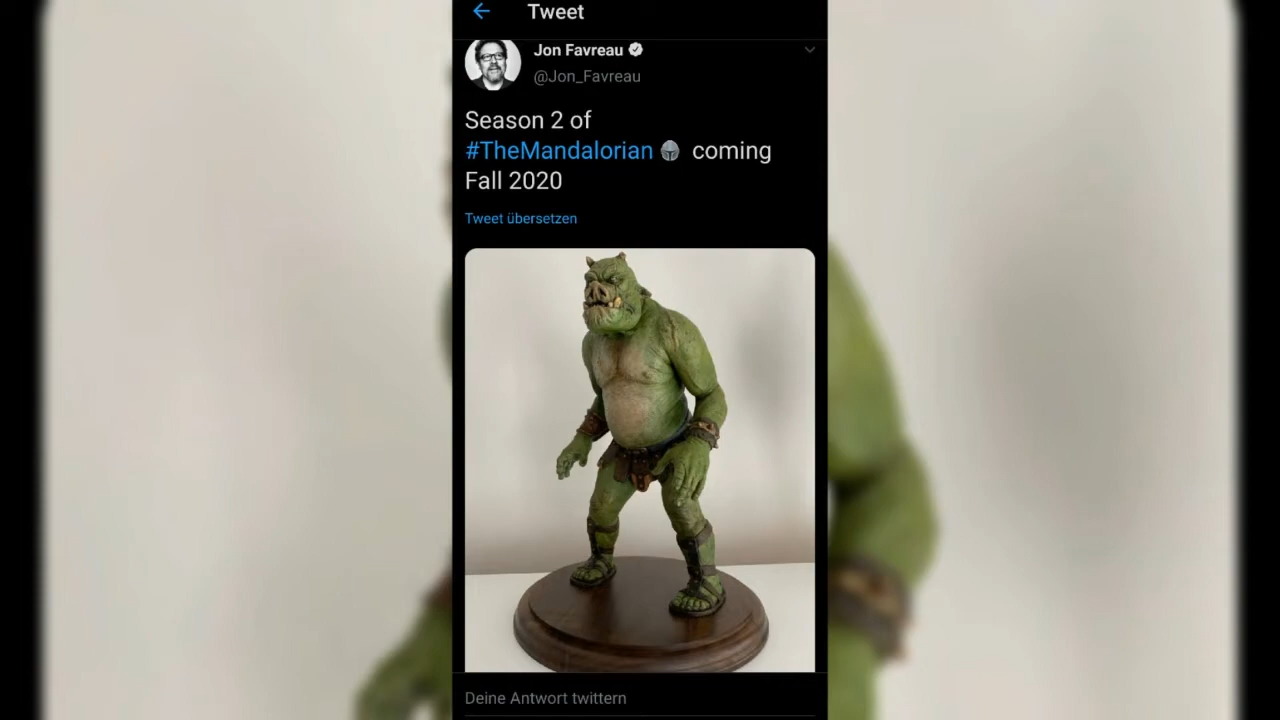 Tweet
Jon Favreau
@Jon_Favreau
Season 2 of
#TheMandalorian coming
Fall 2020
Tweet übersetzen
Deine Antwort twittern